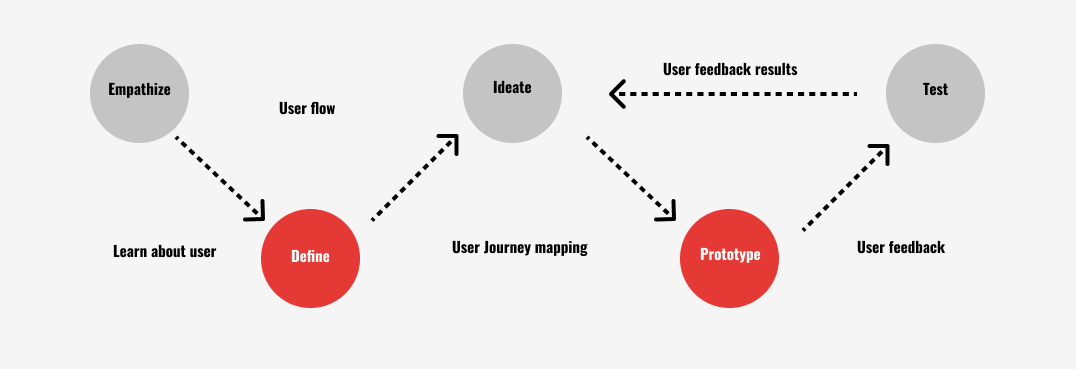 User feedback results
Empathize
Ideate
Test
User flow
Learn about user
Define
User Journey mapping
Prototype
User feedback